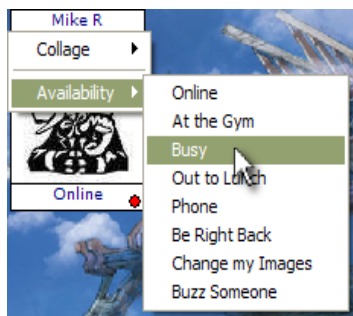 Mike R
Collage
Availability
Online
Online
At the Gym
Busy
Out to Lunch
Phone
Be Right Back
Change my Images
Buzz Someone